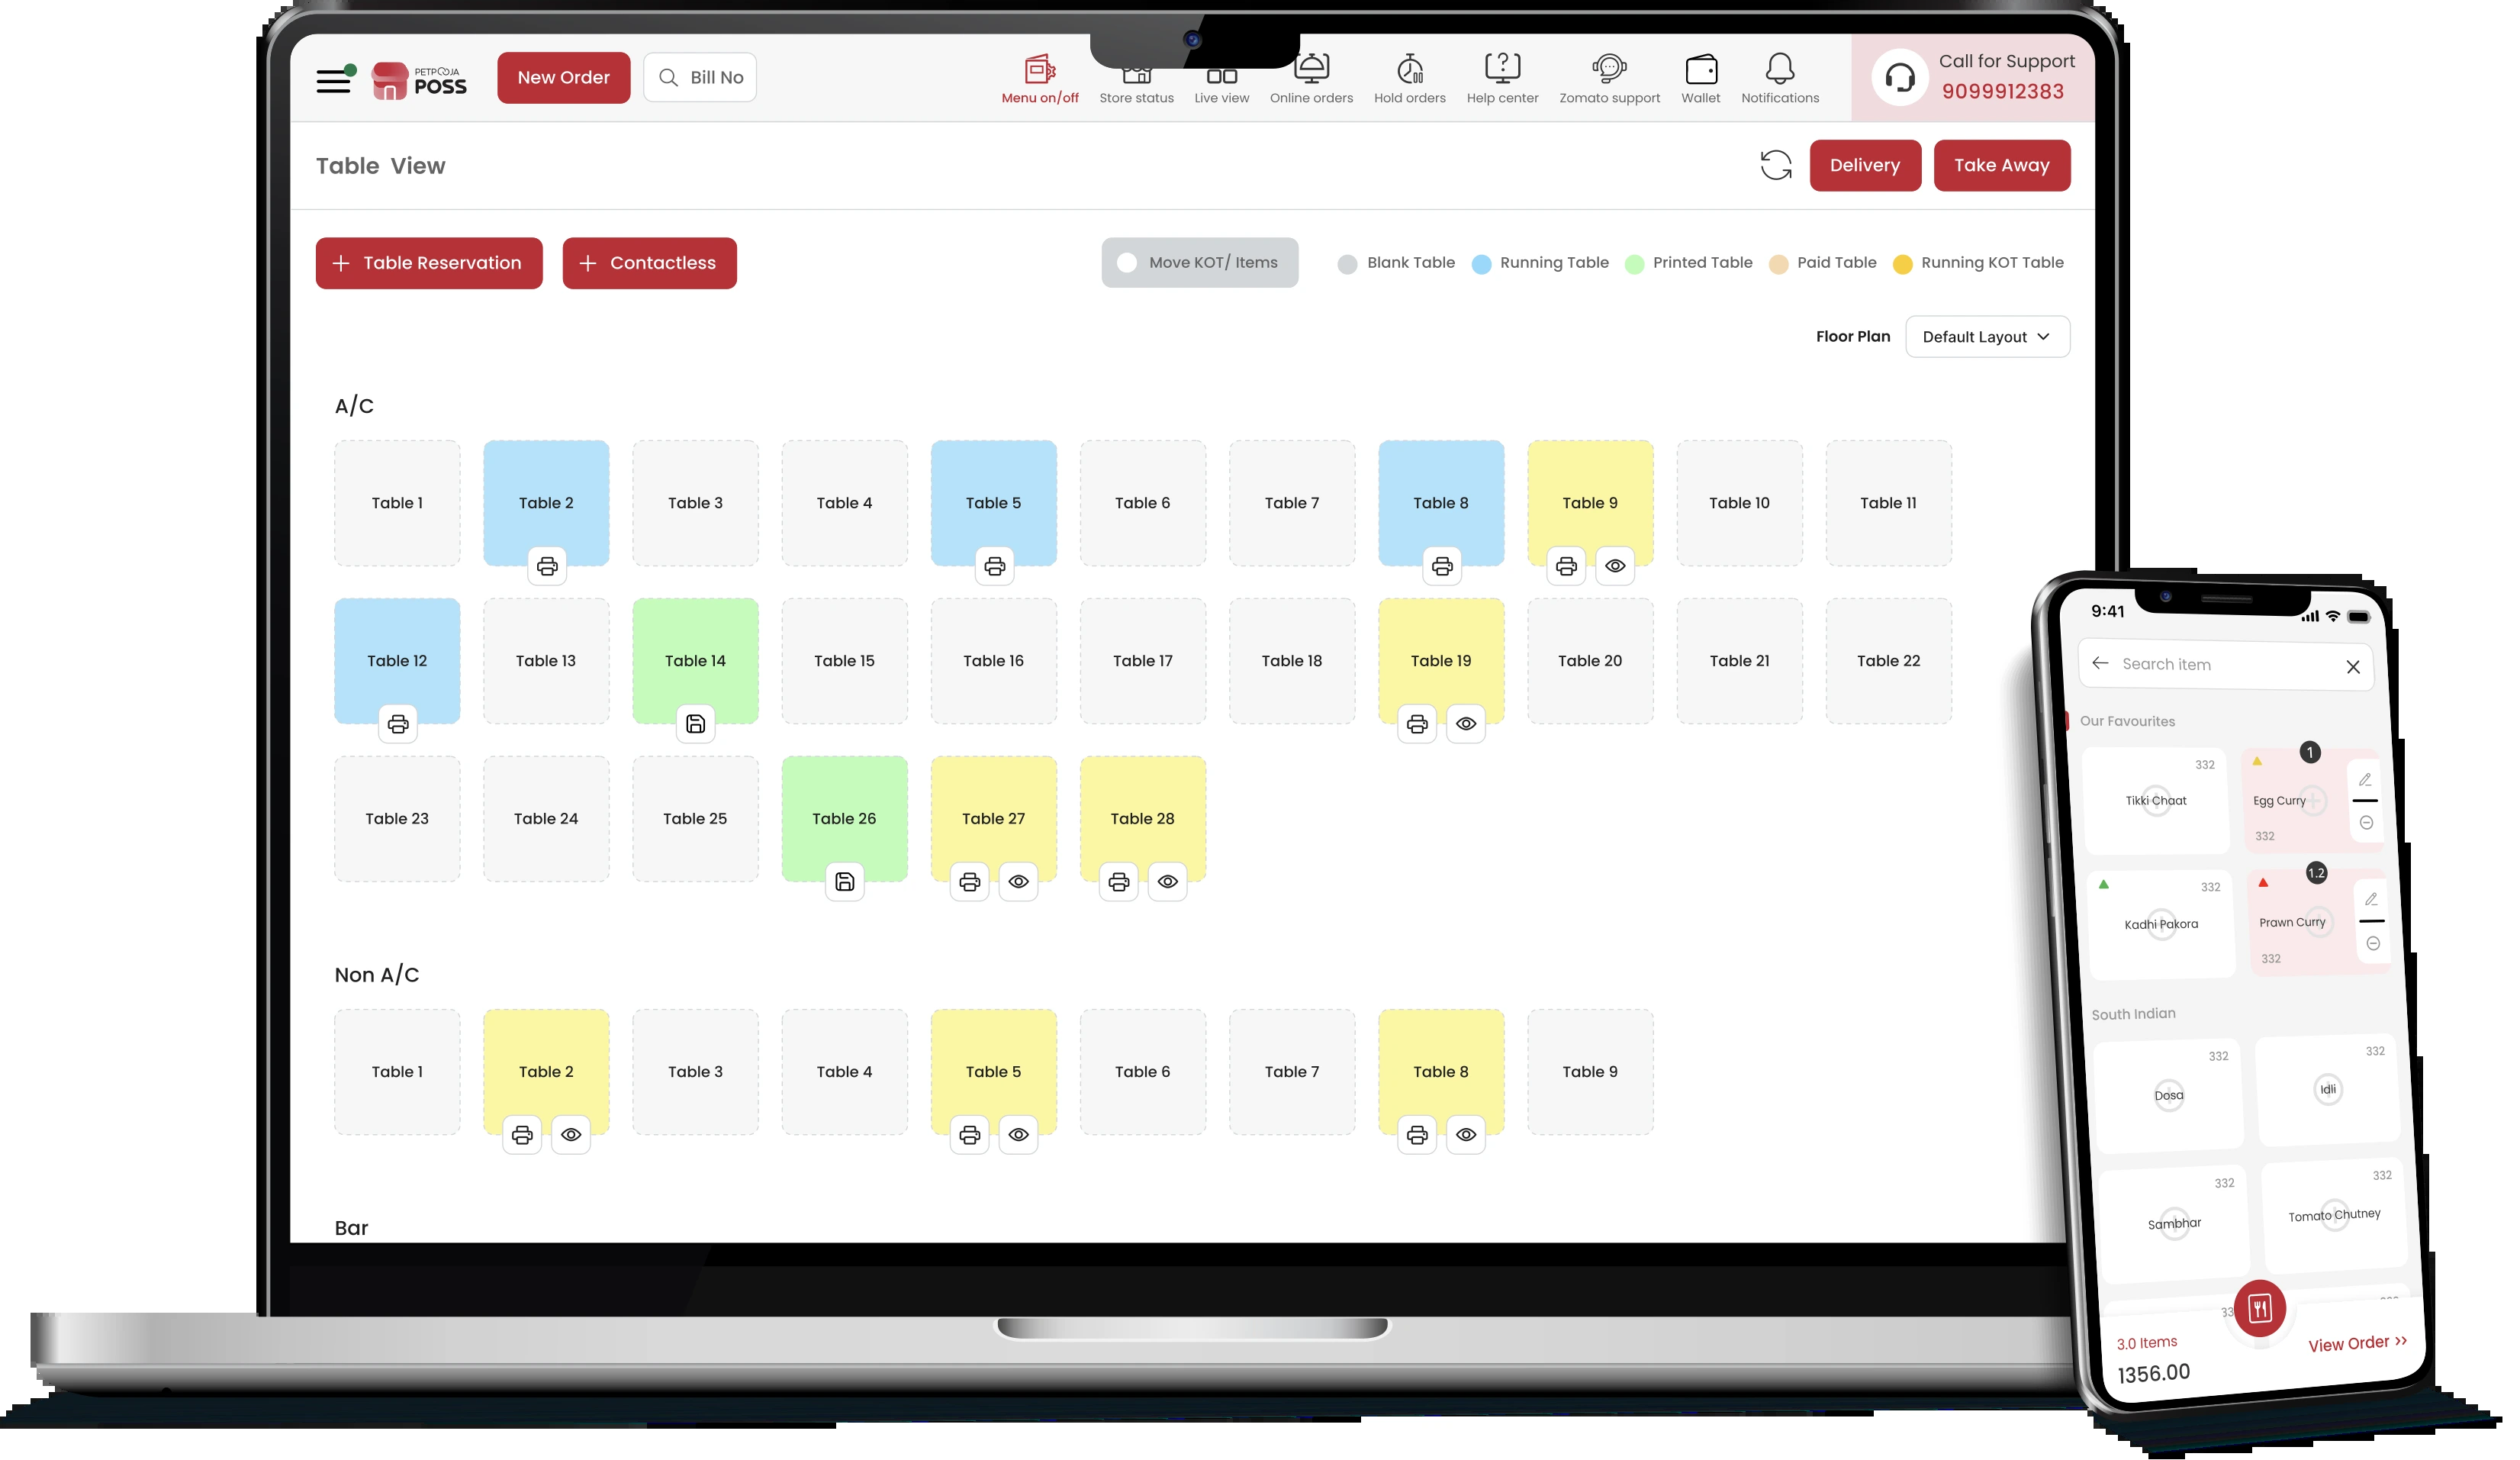 PETPOOJA
POSS
New Order
Bill No
Menu on/off
Store status
Live view
Online orders
Hold orders
Help center
Zomato support
Wallet
Notifications
Call for Support
9099912383
Table View
Delivery
Take Away
Table Reservation
Contactless
Move KOT/ Items
Blank Table
Running Table
Printed Table
Paid Table
Running KOT Table
Floor Plan
Default Layout
A/C
Table 1
Table 2
Table 3
Table 4
Table 5
Table 6
Table 7
Table 8
Table 9
Table 10
Table 11
Table 12
Table 13
Table 14
Table 15
Table 16
Table 17
Table 18
Table 19
Table 20
Table 21
Table 22
Table 23
Table 24
Table 25
Table 26
Table 27
Table 28
Non A/C
Table 1
Table 2
Table 3
Table 4
Table 5
Table 6
Table 7
Table 8
Table 9
Bar
9:41
Search item
Our Favourites
332
Tikki Chaat
1
Egg Curry
332
332
Kadhi Pakora
1.2
Prawn Curry
332
South Indian
332
Dosa
332
Idli
332
Sambhar
332
Tomato Chutney
3.0 Items
1356.00
View Order >>